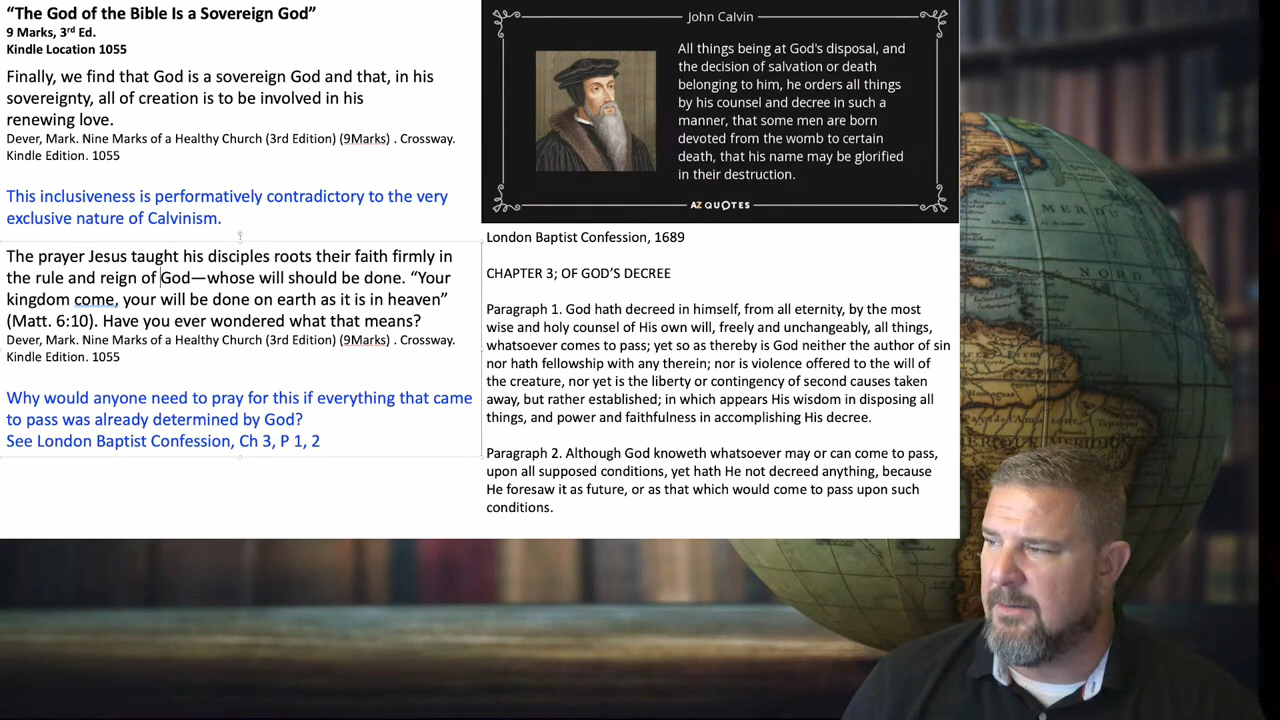 “The God of the Bible Is a Sovereign God”
9 Marks, 3rd Ed.
Kindle Location 1055
Finally, we find that God is a sovereign God and that, in his
sovereignty, all of creation is to be involved in his
renewing love.
Dever, Mark. Nine Marks of a Healthy Church (3rd Edition) (9Marks) . Crossway.
Kindle Edition. 1055
This inclusiveness is performatively contradictory to the very
exclusive nature of Calvinism.
The prayer Jesus taught his disciples roots their faith firmly in
the rule and reign of God—whose will should be done. “Your
kingdom come, your will be done on earth as it is in heaven”
(Matt. 6:10). Have you ever wondered what that means?
Dever, Mark. Nine Marks of a Healthy Church (3rd Edition) (9Marks) . Crossway.
Kindle Edition. 1055
Why would anyone need to pray for this if everything that came
to pass was already determined by God?
See London Baptist Confession, Ch 3, P 1, 2
John Calvin
All things being at God's disposal, and
the decision of salvation or death
belonging to him, he orders all things
by his counsel and decree in such a
manner, that some men are born
devoted from the womb to certain
death, that his name may be glorified
in their destruction.
AZ QUOTES
London Baptist Confession, 1689
CHAPTER 3; OF GOD’S DECREE
Paragraph 1. God hath decreed in himself, from all eternity, by the most
wise and holy counsel of His own will, freely and unchangeably, all things,
whatsoever comes to pass; yet so as thereby is God neither the author of sin
nor hath fellowship with any therein; nor is violence offered to the will of
the creature, nor yet is the liberty or contingency of second causes taken
away, but rather established; in which appears His wisdom in disposing all
things, and power and faithfulness in accomplishing His decree.
Paragraph 2. Although God knoweth whatsoever may or can come to pass,
upon all supposed conditions, yet hath He not decreed anything, because
He foresaw it as future, or as that which would come to pass upon such
conditions.
MERDU
NORD